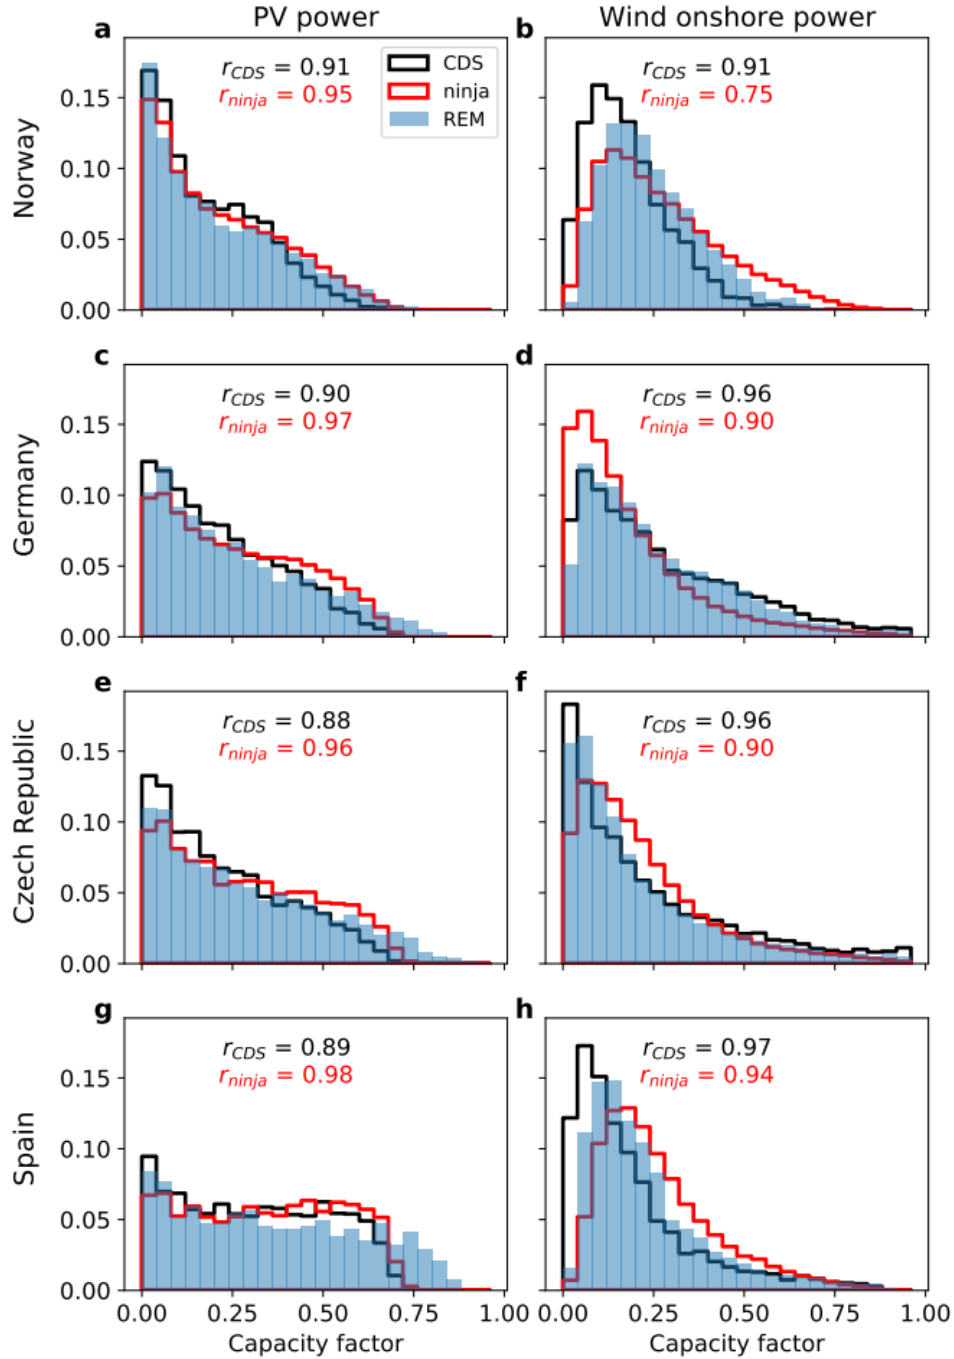 PV power
Wind onshore power
a
r_CDS = 0.91
r_ninja = 0.95
CDS
ninja
REM
b
r_CDS = 0.91
r_ninja = 0.75
Norway
0.15
0.10
0.05
0.00
c
r_CDS = 0.90
r_ninja = 0.97
d
r_CDS = 0.96
r_ninja = 0.90
Germany
0.15
0.10
0.05
0.00
e
r_CDS = 0.88
r_ninja = 0.96
f
r_CDS = 0.96
r_ninja = 0.90
Czech Republic
0.15
0.10
0.05
0.00
g
r_CDS = 0.89
r_ninja = 0.98
h
r_CDS = 0.97
r_ninja = 0.94
Spain
0.15
0.10
0.05
0.00
0.00 0.25 0.50 0.75 1.00
0.00 0.25 0.50 0.75 1.00
Capacity factor
Capacity factor